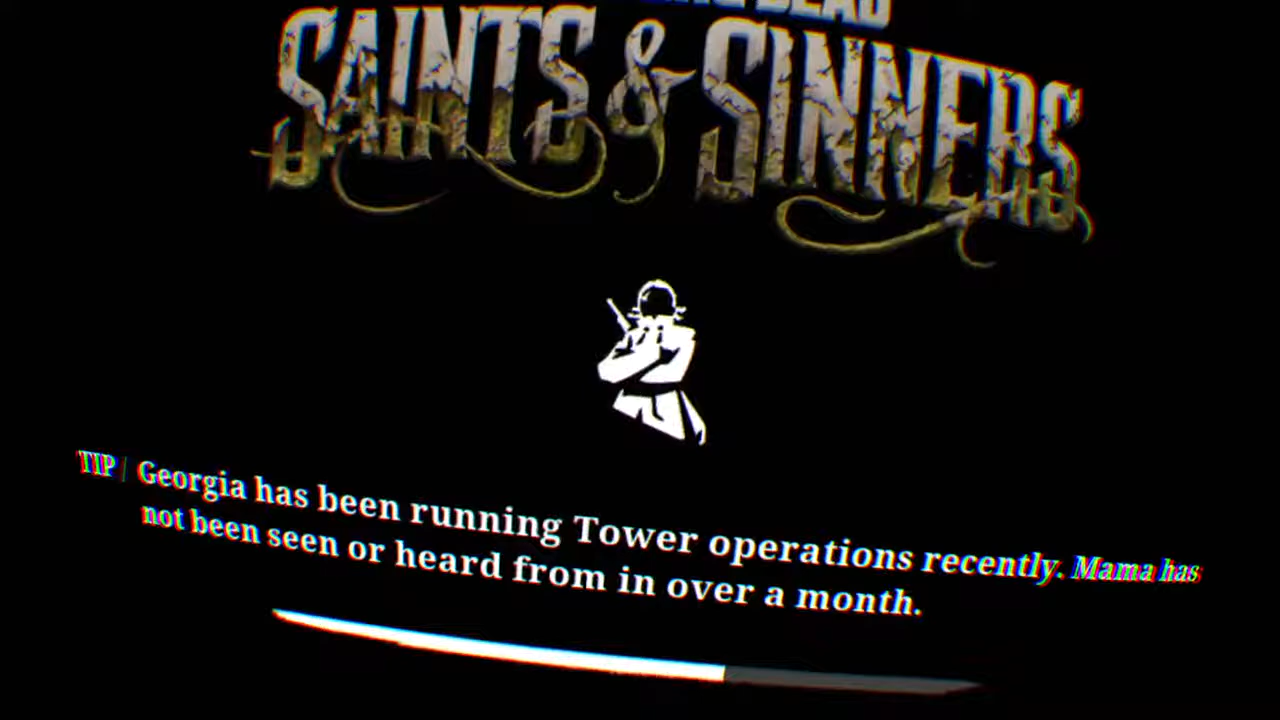 DEAD
SAINTS & SINNERS
TIP | Georgia has been running Tower operations recently. Mama has
not been seen or heard from in over a month.